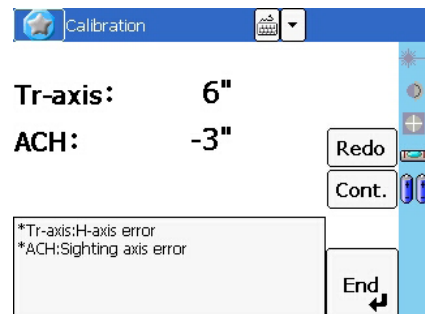 Calibration
Tr-axis: 6"
ACH: -3"
Redo
Cont.
*Tr-axis:H-axis error
*ACH:Sighting axis error
End